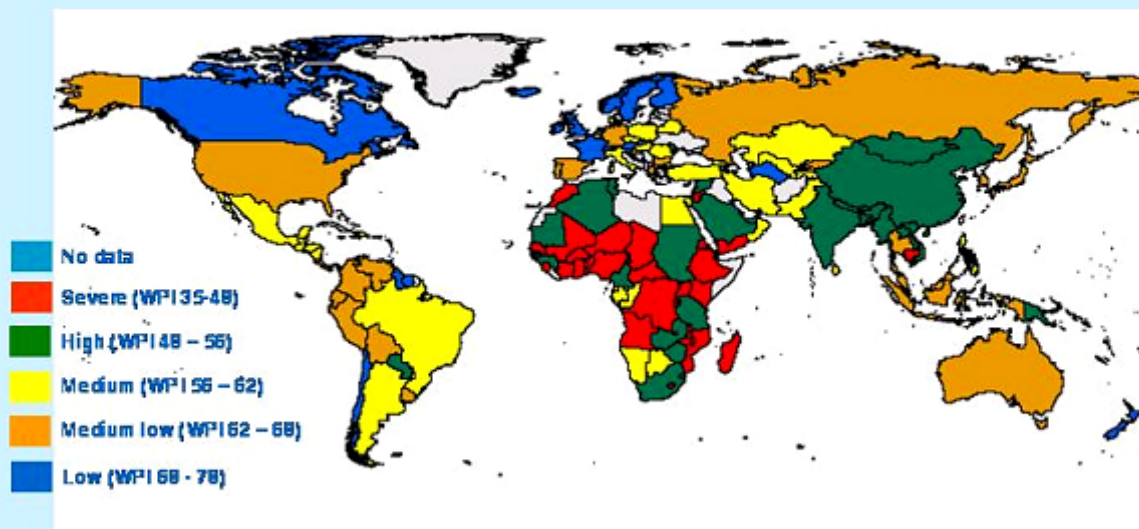 No data
Severe (WPI 35-48)
High (WPI 48 – 56)
Medium (WPI 56 – 62)
Medium low (WPI 62 – 68)
Low (WPI 68 - 78)